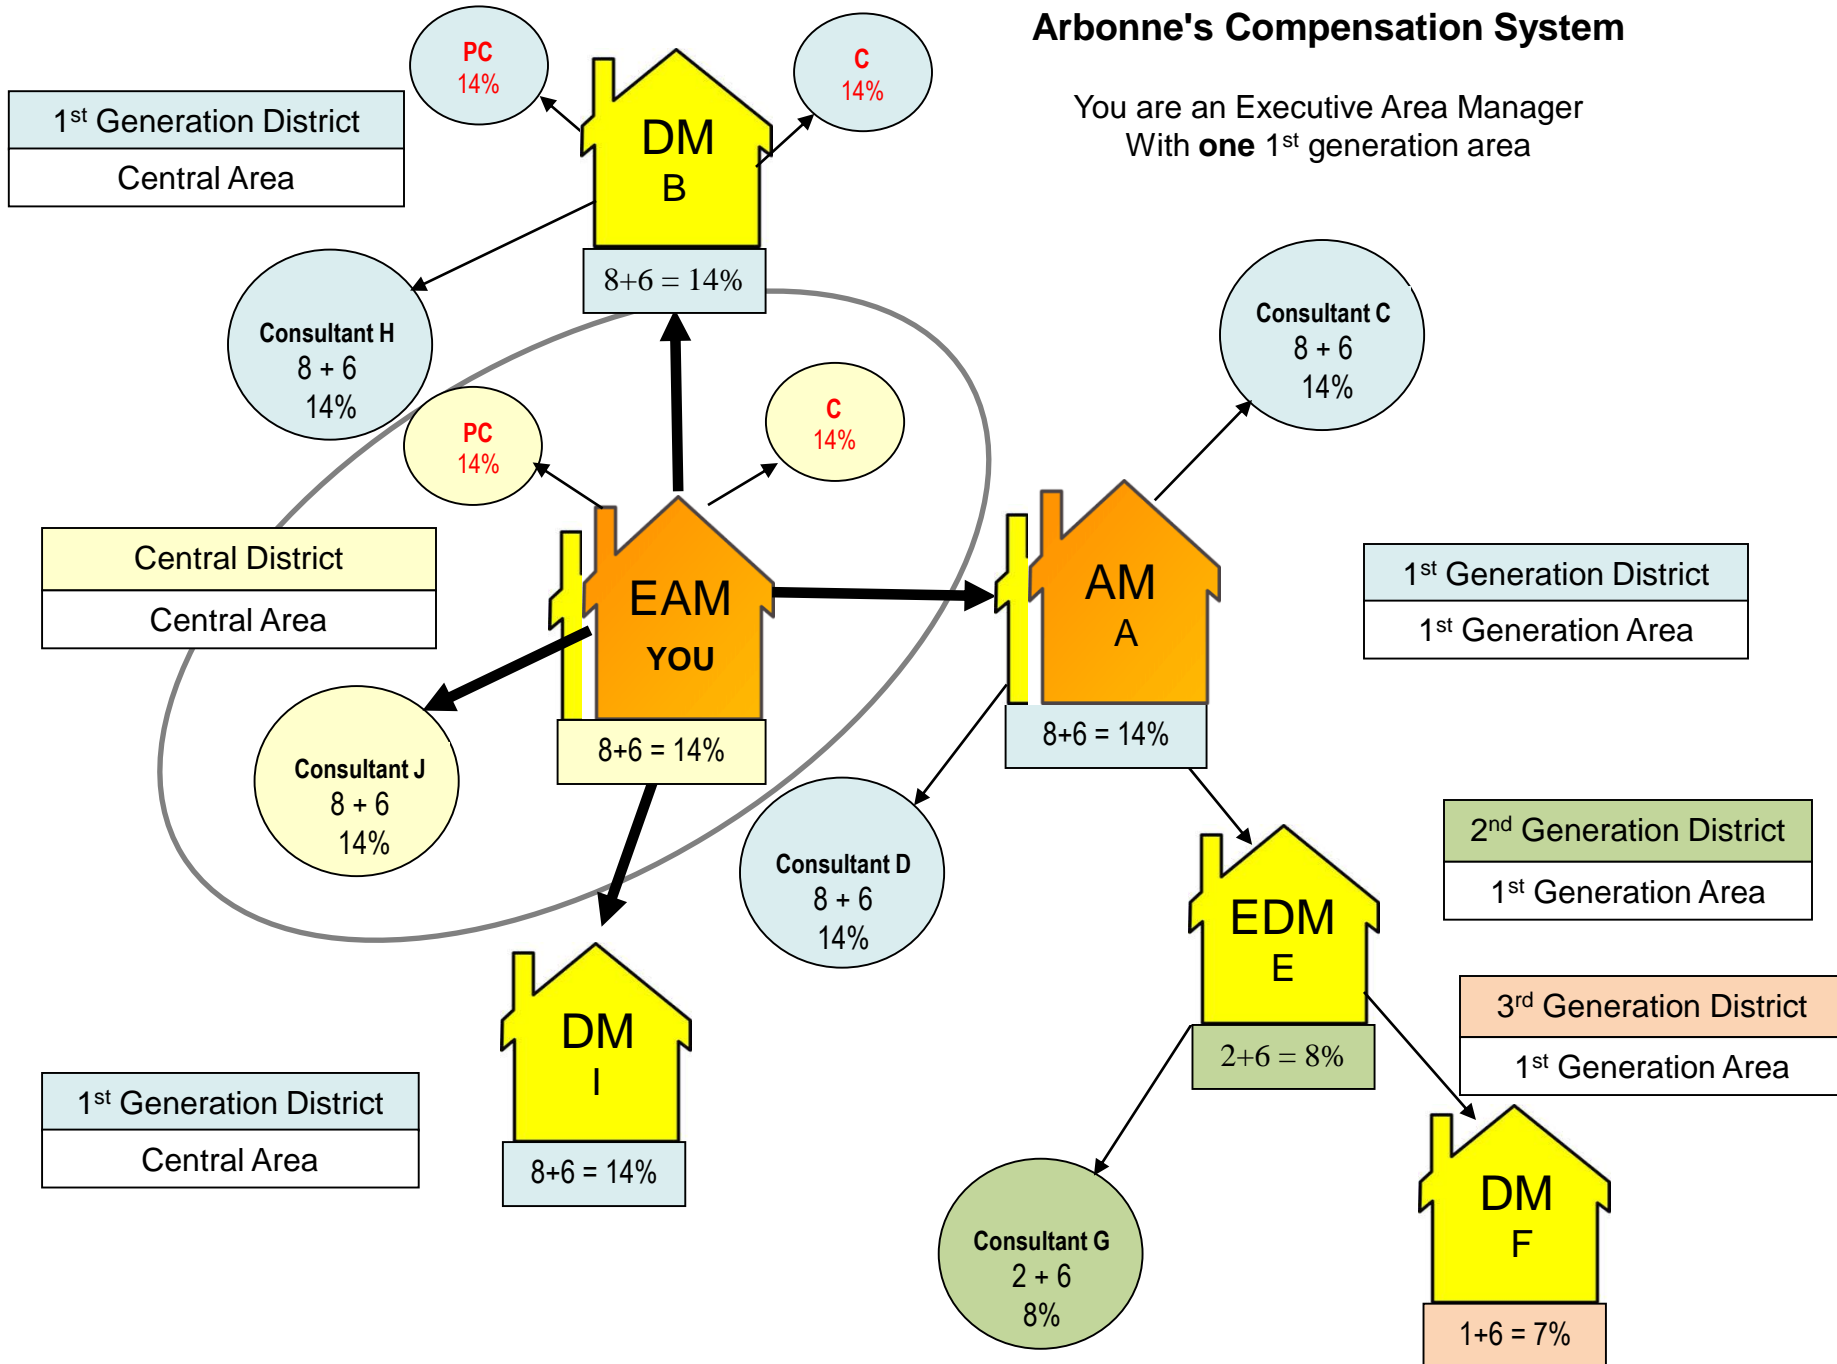 Arbonne's Compensation System
You are an Executive Area Manager
With one 1st generation area
PC
14%
C
14%
1st Generation District
Central Area
DM
B
8+6 = 14%
Consultant H
8 + 6
14%
Consultant C
8 + 6
14%
PC
14%
C
14%
Central District
Central Area
EAM
YOU
8+6 = 14%
AM
A
8+6 = 14%
1st Generation District
1st Generation Area
Consultant J
8 + 6
14%
Consultant D
8 + 6
14%
2nd Generation District
1st Generation Area
EDM
E
2+6 = 8%
3rd Generation District
1st Generation Area
DM
I
8+6 = 14%
1st Generation District
Central Area
Consultant G
2 + 6
8%
DM
F
1+6 = 7%